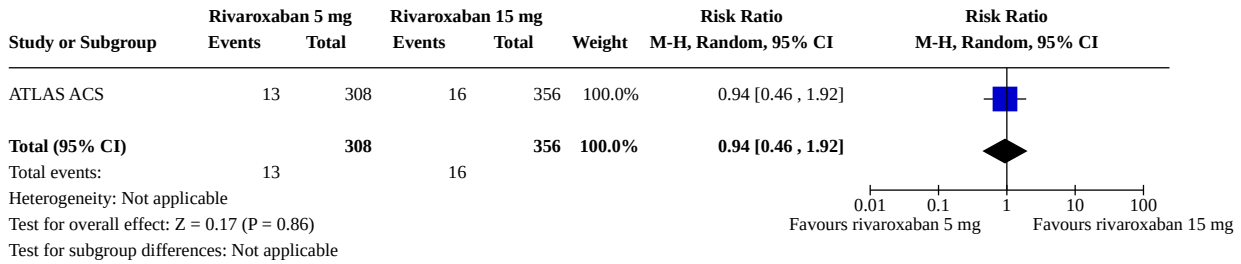 Rivaroxaban 5 mg Rivaroxaban 15 mg Risk Ratio Risk Ratio
Study or Subgroup Events Total Events Total Weight M-H, Random, 95% CI M-H, Random, 95% CI
ATLAS ACS 13 308 16 356 100.0% 0.94 [0.46 , 1.92]
Total (95% CI) 308 356 100.0% 0.94 [0.46 , 1.92]
Total events: 13 16
Heterogeneity: Not applicable
0.01 0.1 1 10 100
Test for overall effect: Z = 0.17 (P = 0.86) Favours rivaroxaban 5 mg Favours rivaroxaban 15 mg
Test for subgroup differences: Not applicable